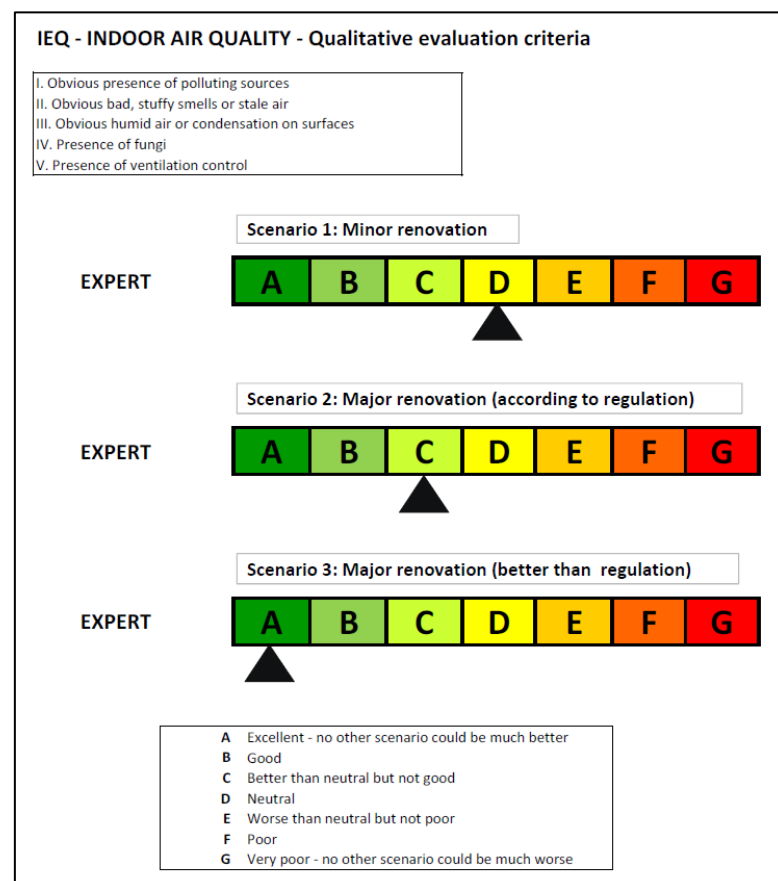 IEQ - INDOOR AIR QUALITY - Qualitative evaluation criteria
I. Obvious presence of polluting sources
II. Obvious bad, stuffy smells or stale air
III. Obvious humid air or condensation on surfaces
IV. Presence of fungi
V. Presence of ventilation control
Scenario 1: Minor renovation
EXPERT A B C D E F G
Scenario 2: Major renovation (according to regulation)
EXPERT A B C D E F G
Scenario 3: Major renovation (better than regulation)
EXPERT A B C D E F G
A Excellent - no other scenario could be much better
B Good
C Better than neutral but not good
D Neutral
E Worse than neutral but not poor
F Poor
G Very poor - no other scenario could be much worse